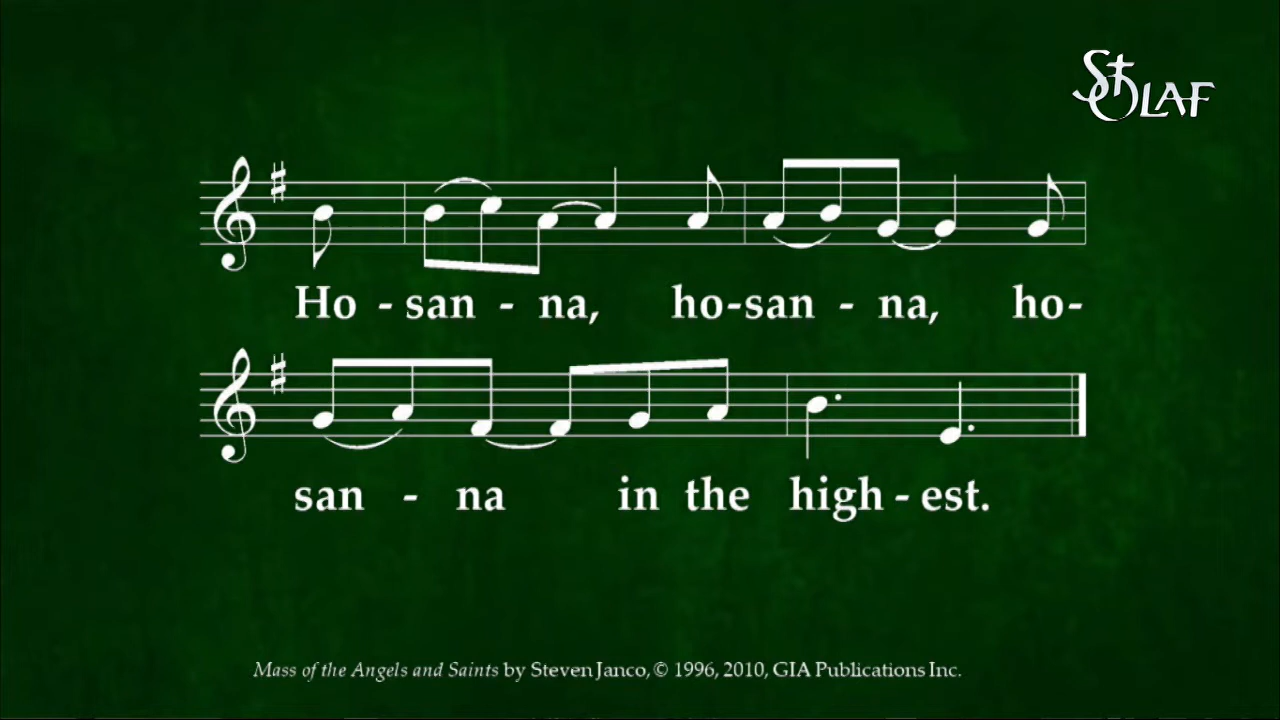 St OLAF
Ho - san - na, ho-san - na, ho-
san - na in the high - est.
Mass of the Angels and Saints by Steven Janco, © 1996, 2010, GIA Publications Inc.